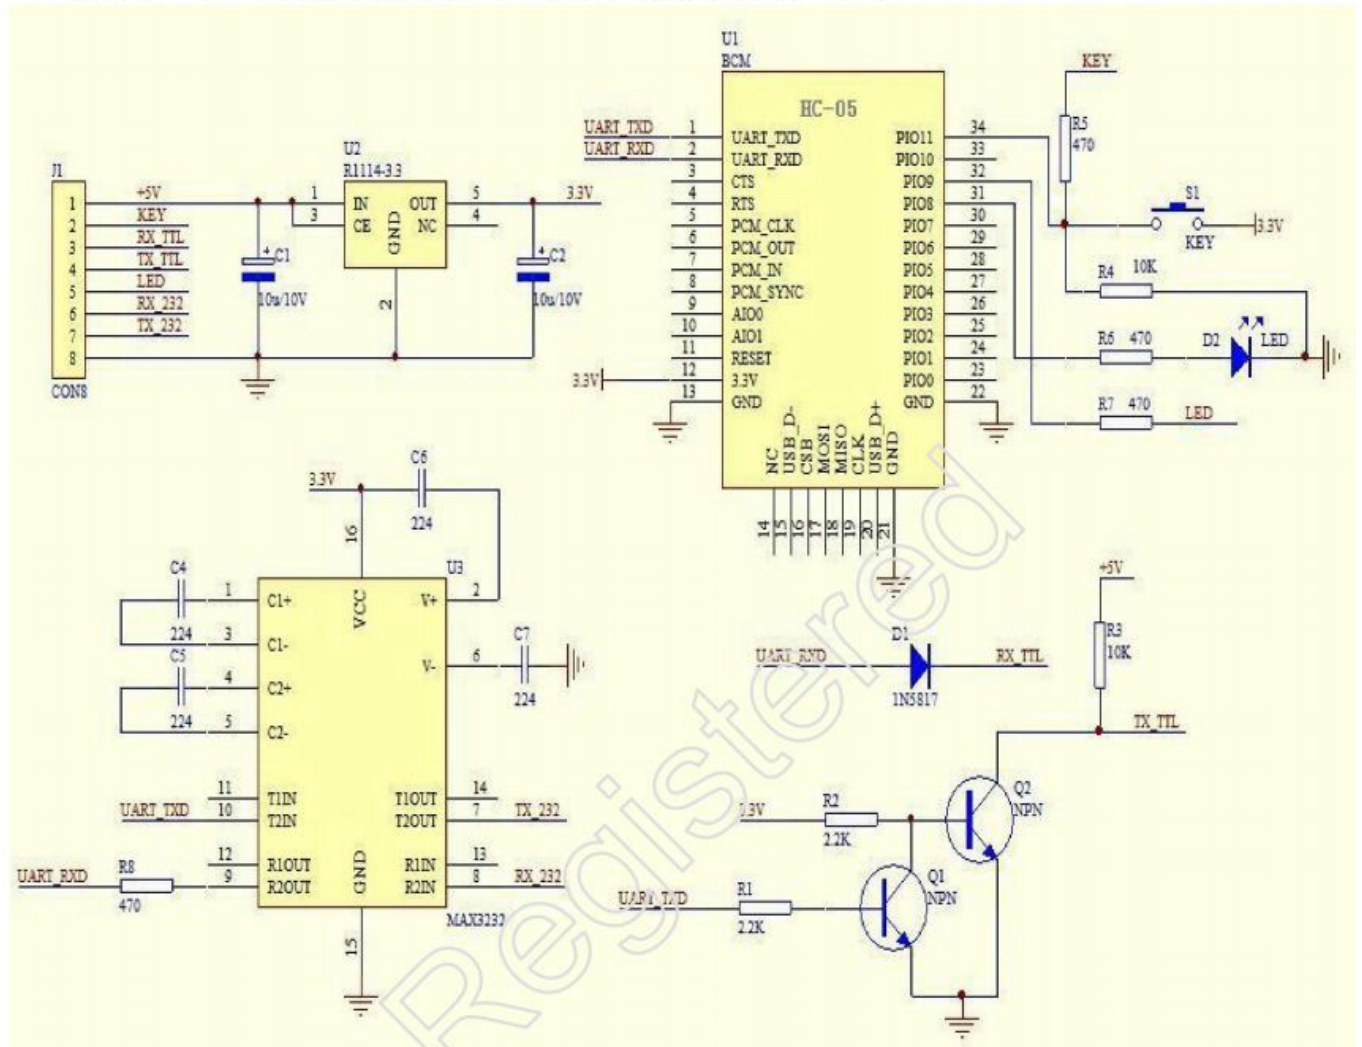 U1
BCM
HC-05
UART_TXD 1 UART_TXD
UART_RXD 2 UART_RXD
3 CTS
4 RTS
5 PCM_CLK
6 PCM_OUT
7 PCM_IN
8 PCM_SYNC
9 AIO0
10 AIO1
11 RESET
3.3V 12 3.3V
13 GND
PIO11 34
PIO10 33
PIO9 32
PIO8 31
PIO7 30
PIO6 29
PIO5 28
PIO4 27
PIO3 26
PIO2 25
PIO1 24
PIO0 23
GND 22
NC
USB_D-
CSB
MOSI
MISO
CLK
USB_D+
GND
14
15
16
17
18
19
20
21
KEY
R5
470
S1
KEY
3.3V
R4 10K
R6 470
D2 LED
R7 470 LED
J1
1 +5V
2 KEY
3 RX_TTL
4 TX_TTL
5 LED
6 RX_232
7 TX_232
8
CON8
U2
R1114-3.3
1 IN OUT 5 3.3V
3 CE NC 4
GND
2
+ C1
10u/10V
+ C2
10u/10V
3.3V
C6
224
16
U3
C4
224
C5
224
1 C1+
3 C1-
4 C2+
5 C2-
VCC
V+ 2
V- 6
C7
224
11 T1IN T1OUT 14
UART_TXD 10 T2IN T2OUT 7 TX_232
12 R1OUT R1IN 13
UART_RXD R8 9 R2OUT R2IN 8 RX_232
470
GND
MAX3232
15
+5V
R3
10K
D1
RX_TTL
1N5817
TX_TTL
Q2
NPN
R2
2.2K
Q1
NPN
R1
2.2K
Registered